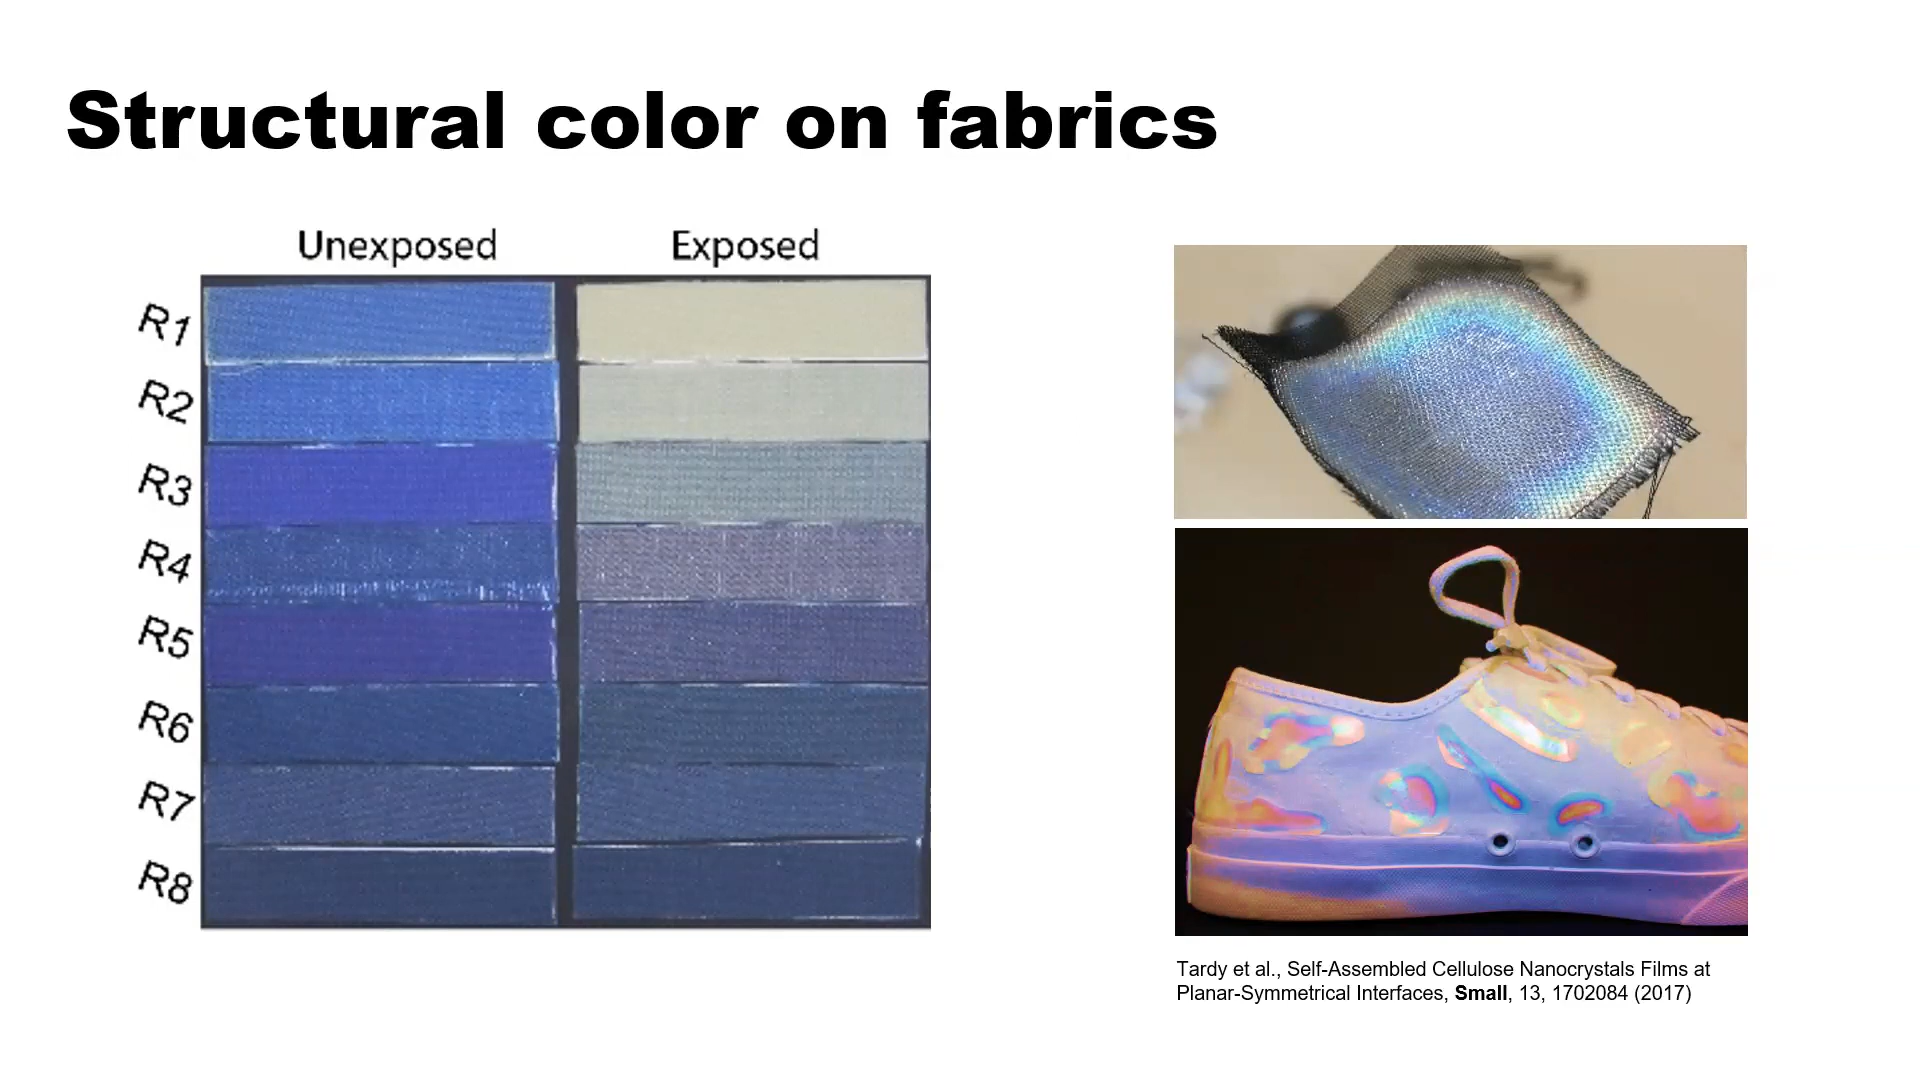 Structural color on fabrics
Unexposed
Exposed
R1
R2
R3
R4
R5
R6
R7
R8
Tardy et al., Self-Assembled Cellulose Nanocrystals Films at
Planar-Symmetrical Interfaces, Small, 13, 1702084 (2017)